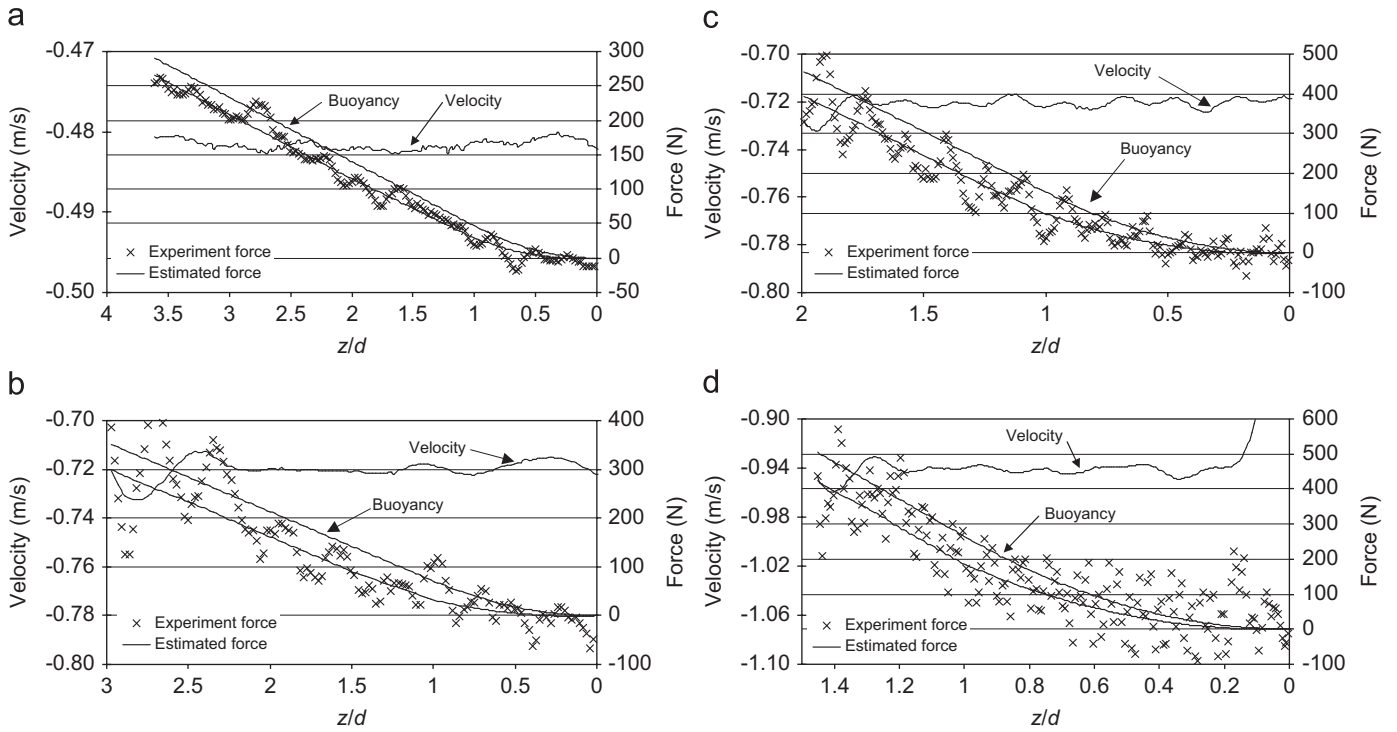 a
Velocity (m/s)
-0.47
-0.48
-0.49
-0.50
300
250
200
150
100
50
0
-50
Force (N)
Buoyancy
Velocity
Experiment force
Estimated force
4 3.5 3 2.5 2 1.5 1 0.5 0
z/d
c
Velocity (m/s)
-0.70
-0.72
-0.74
-0.76
-0.78
-0.80
500
400
300
200
100
0
-100
Force (N)
Velocity
Buoyancy
Experiment force
Estimated force
2 1.5 1 0.5 0
z/d
b
Velocity (m/s)
-0.70
-0.72
-0.74
-0.76
-0.78
-0.80
400
300
200
100
0
-100
Force (N)
Velocity
Buoyancy
Experiment force
Estimated force
3 2.5 2 1.5 1 0.5 0
z/d
d
Velocity (m/s)
-0.90
-0.94
-0.98
-1.02
-1.06
-1.10
600
500
400
300
200
100
0
-100
Force (N)
Velocity
Buoyancy
Experiment force
Estimated force
1.4 1.2 1 0.8 0.6 0.4 0.2 0
z/d